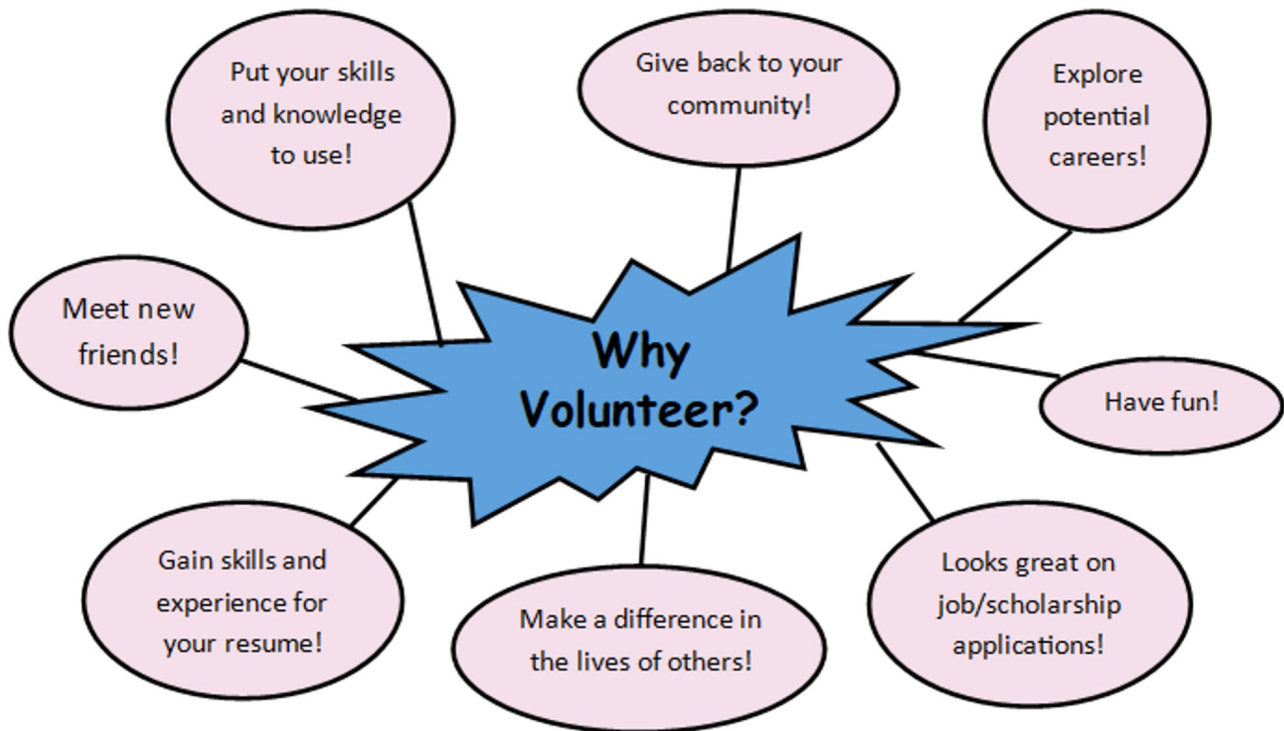 Put your skills
and knowledge
to use!
Give back to your
community!
Explore
potential
careers!
Meet new
friends!
Why
Volunteer?
Have fun!
Gain skills and
experience for
your resume!
Make a difference in
the lives of others!
Looks great on
job/scholarship
applications!